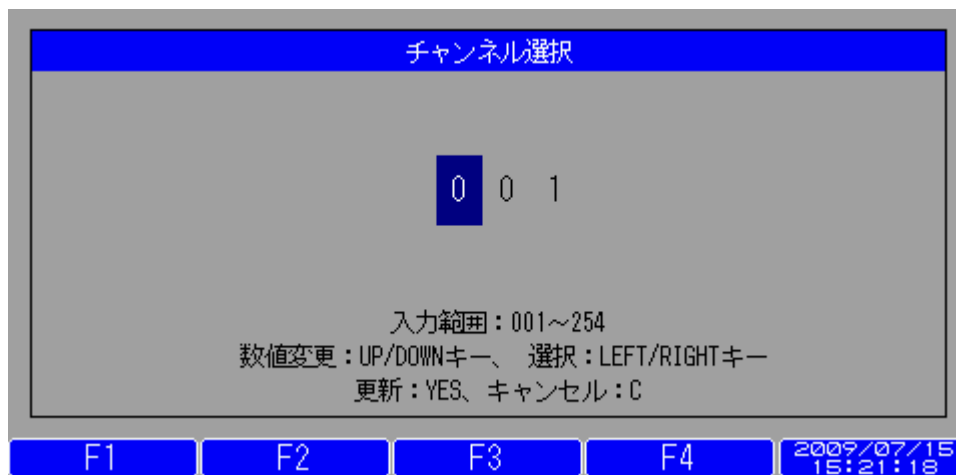 チャンネル選択
0 0 1
入力範囲：001～254
数値変更：UP/DOWNキー、 選択：LEFT/RIGHTキー
更新：YES、キャンセル：C
F1 F2 F3 F4 2009/07/15
15:21:18